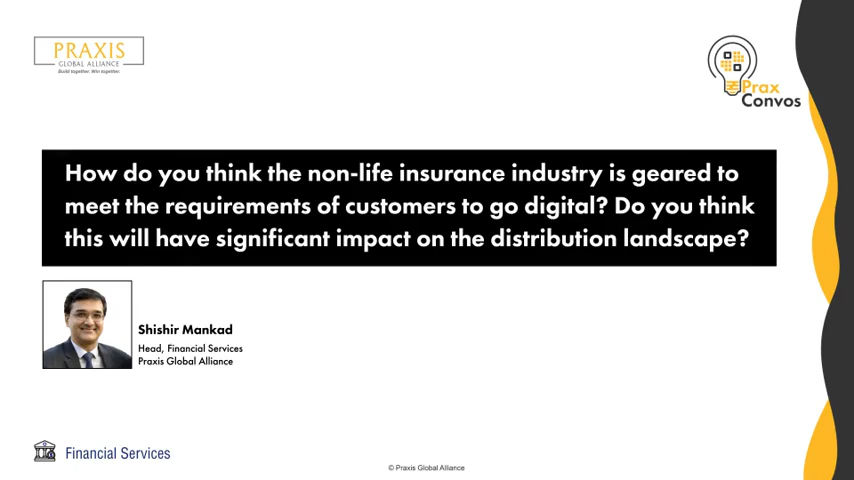 PRAXIS
GLOBAL ALLIANCE
Build together. Win together.
Prax
Convos
How do you think the non-life insurance industry is geared to
meet the requirements of customers to go digital? Do you think
this will have significant impact on the distribution landscape?
Shishir Mankad
Head, Financial Services
Praxis Global Alliance
Financial Services
© Praxis Global Alliance